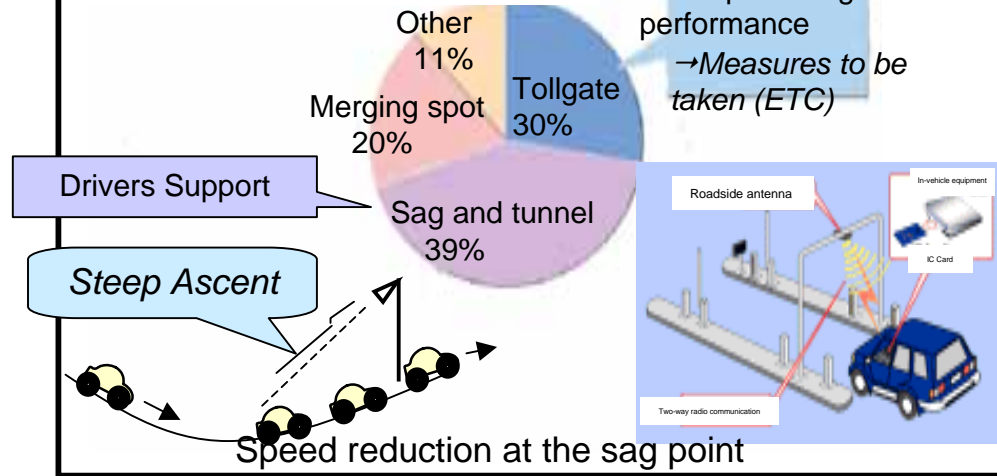 performance
→Measures to be
taken (ETC)
Other
11%
Tollgate
30%
Merging spot
20%
Drivers Support
Sag and tunnel
39%
Steep Ascent
Roadside antenna
In-vehicle equipment
IC Card
Two-way radio communication
Speed reduction at the sag point